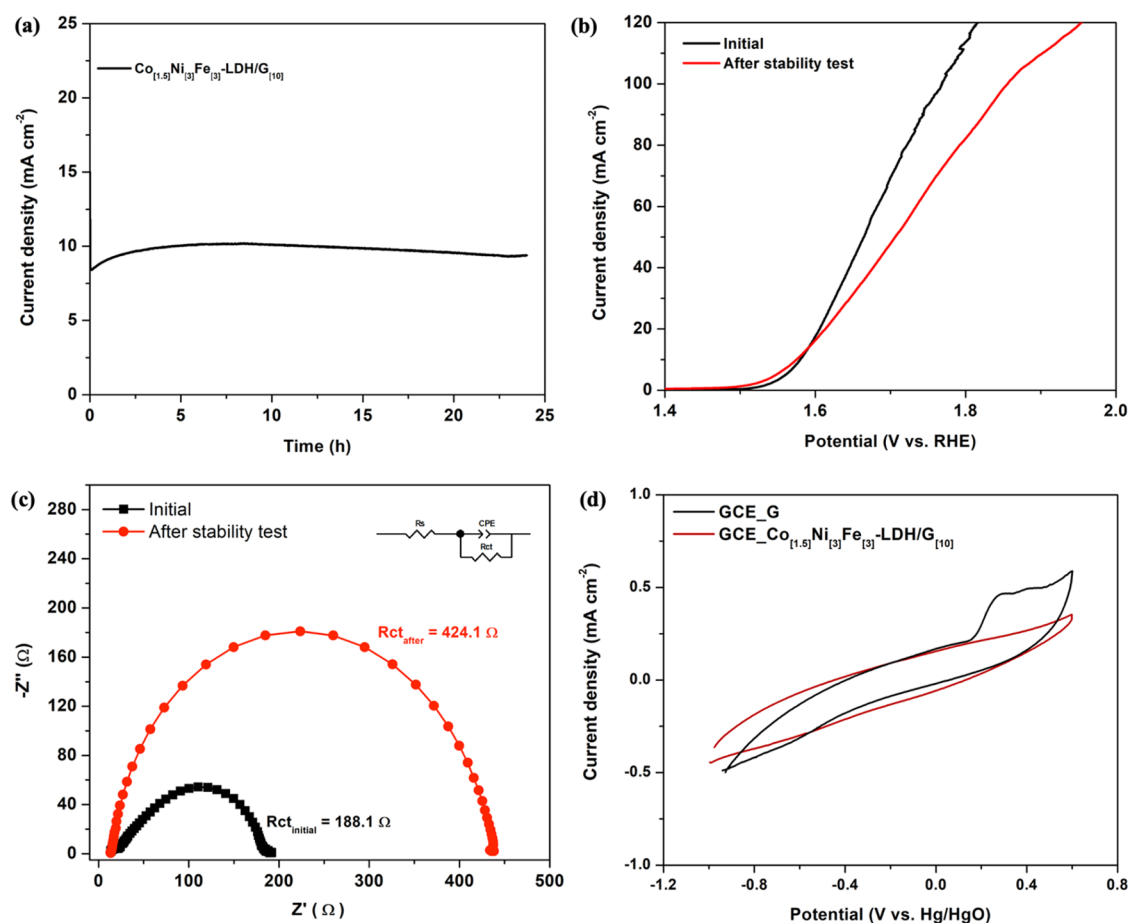 (a)
25
20
15
10
5
0
Co[1.5]Ni[3]Fe[3]-LDH/G[10]
Current density (mA cm-2)
0 5 10 15 20 25
Time (h)
(b)
120
100
80
60
40
20
0
Initial
After stability test
Current density (mA cm-2)
1.4 1.6 1.8 2.0
Potential (V vs. RHE)
(c)
280
240
200
160
120
80
40
0
Initial
After stability test
Rs CPE
Rct
Rctafter = 424.1 Ω
Rctinitial = 188.1 Ω
-Z'' (Ω)
0 100 200 300 400 500
Z' ( Ω )
(d)
1.0
0.5
0.0
-0.5
-1.0
GCE_G
GCE_Co[1.5]Ni[3]Fe[3]-LDH/G[10]
Current density (mA cm-2)
-1.2 -0.8 -0.4 0.0 0.4 0.8
Potential (V vs. Hg/HgO)